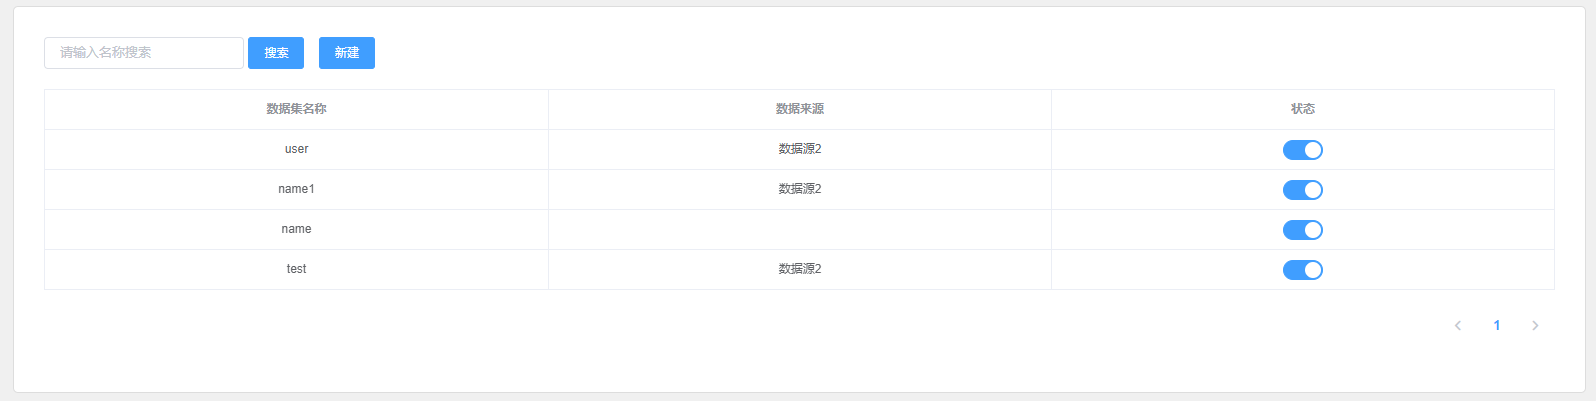 请输入名称搜索 搜索 新建
数据集名称 数据来源 状态
user 数据源2
name1 数据源2
name
test 数据源2
1